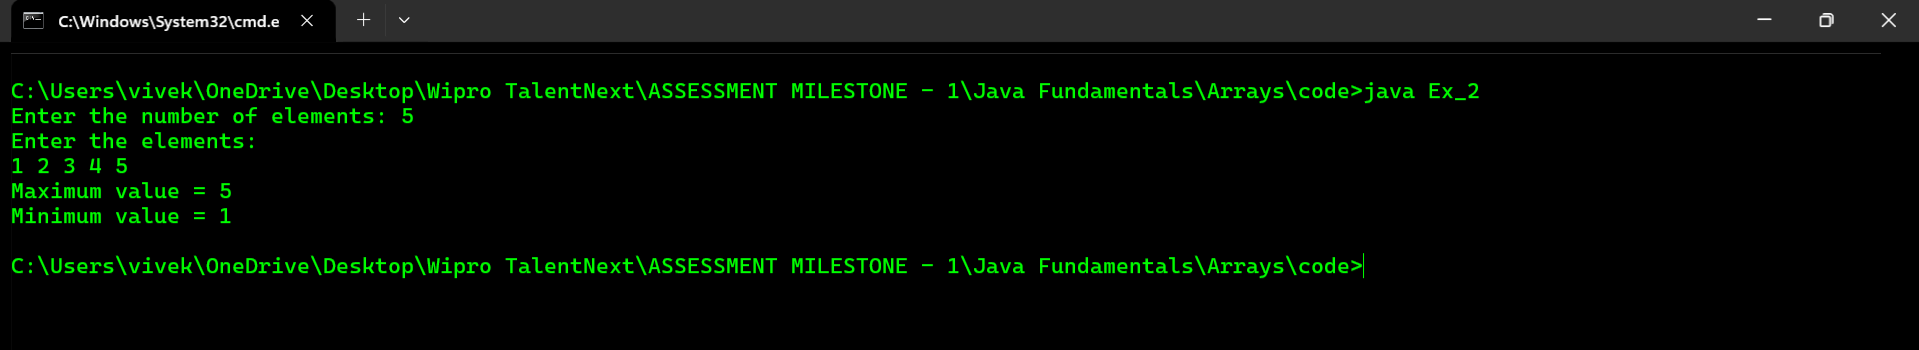 C:\Windows\System32\cmd.e
C:\Users\vivek\OneDrive\Desktop\Wipro TalentNext\ASSESSMENT MILESTONE - 1\Java Fundamentals\Arrays\code>java Ex_2
Enter the number of elements: 5
Enter the elements:
1 2 3 4 5
Maximum value = 5
Minimum value = 1
C:\Users\vivek\OneDrive\Desktop\Wipro TalentNext\ASSESSMENT MILESTONE - 1\Java Fundamentals\Arrays\code>